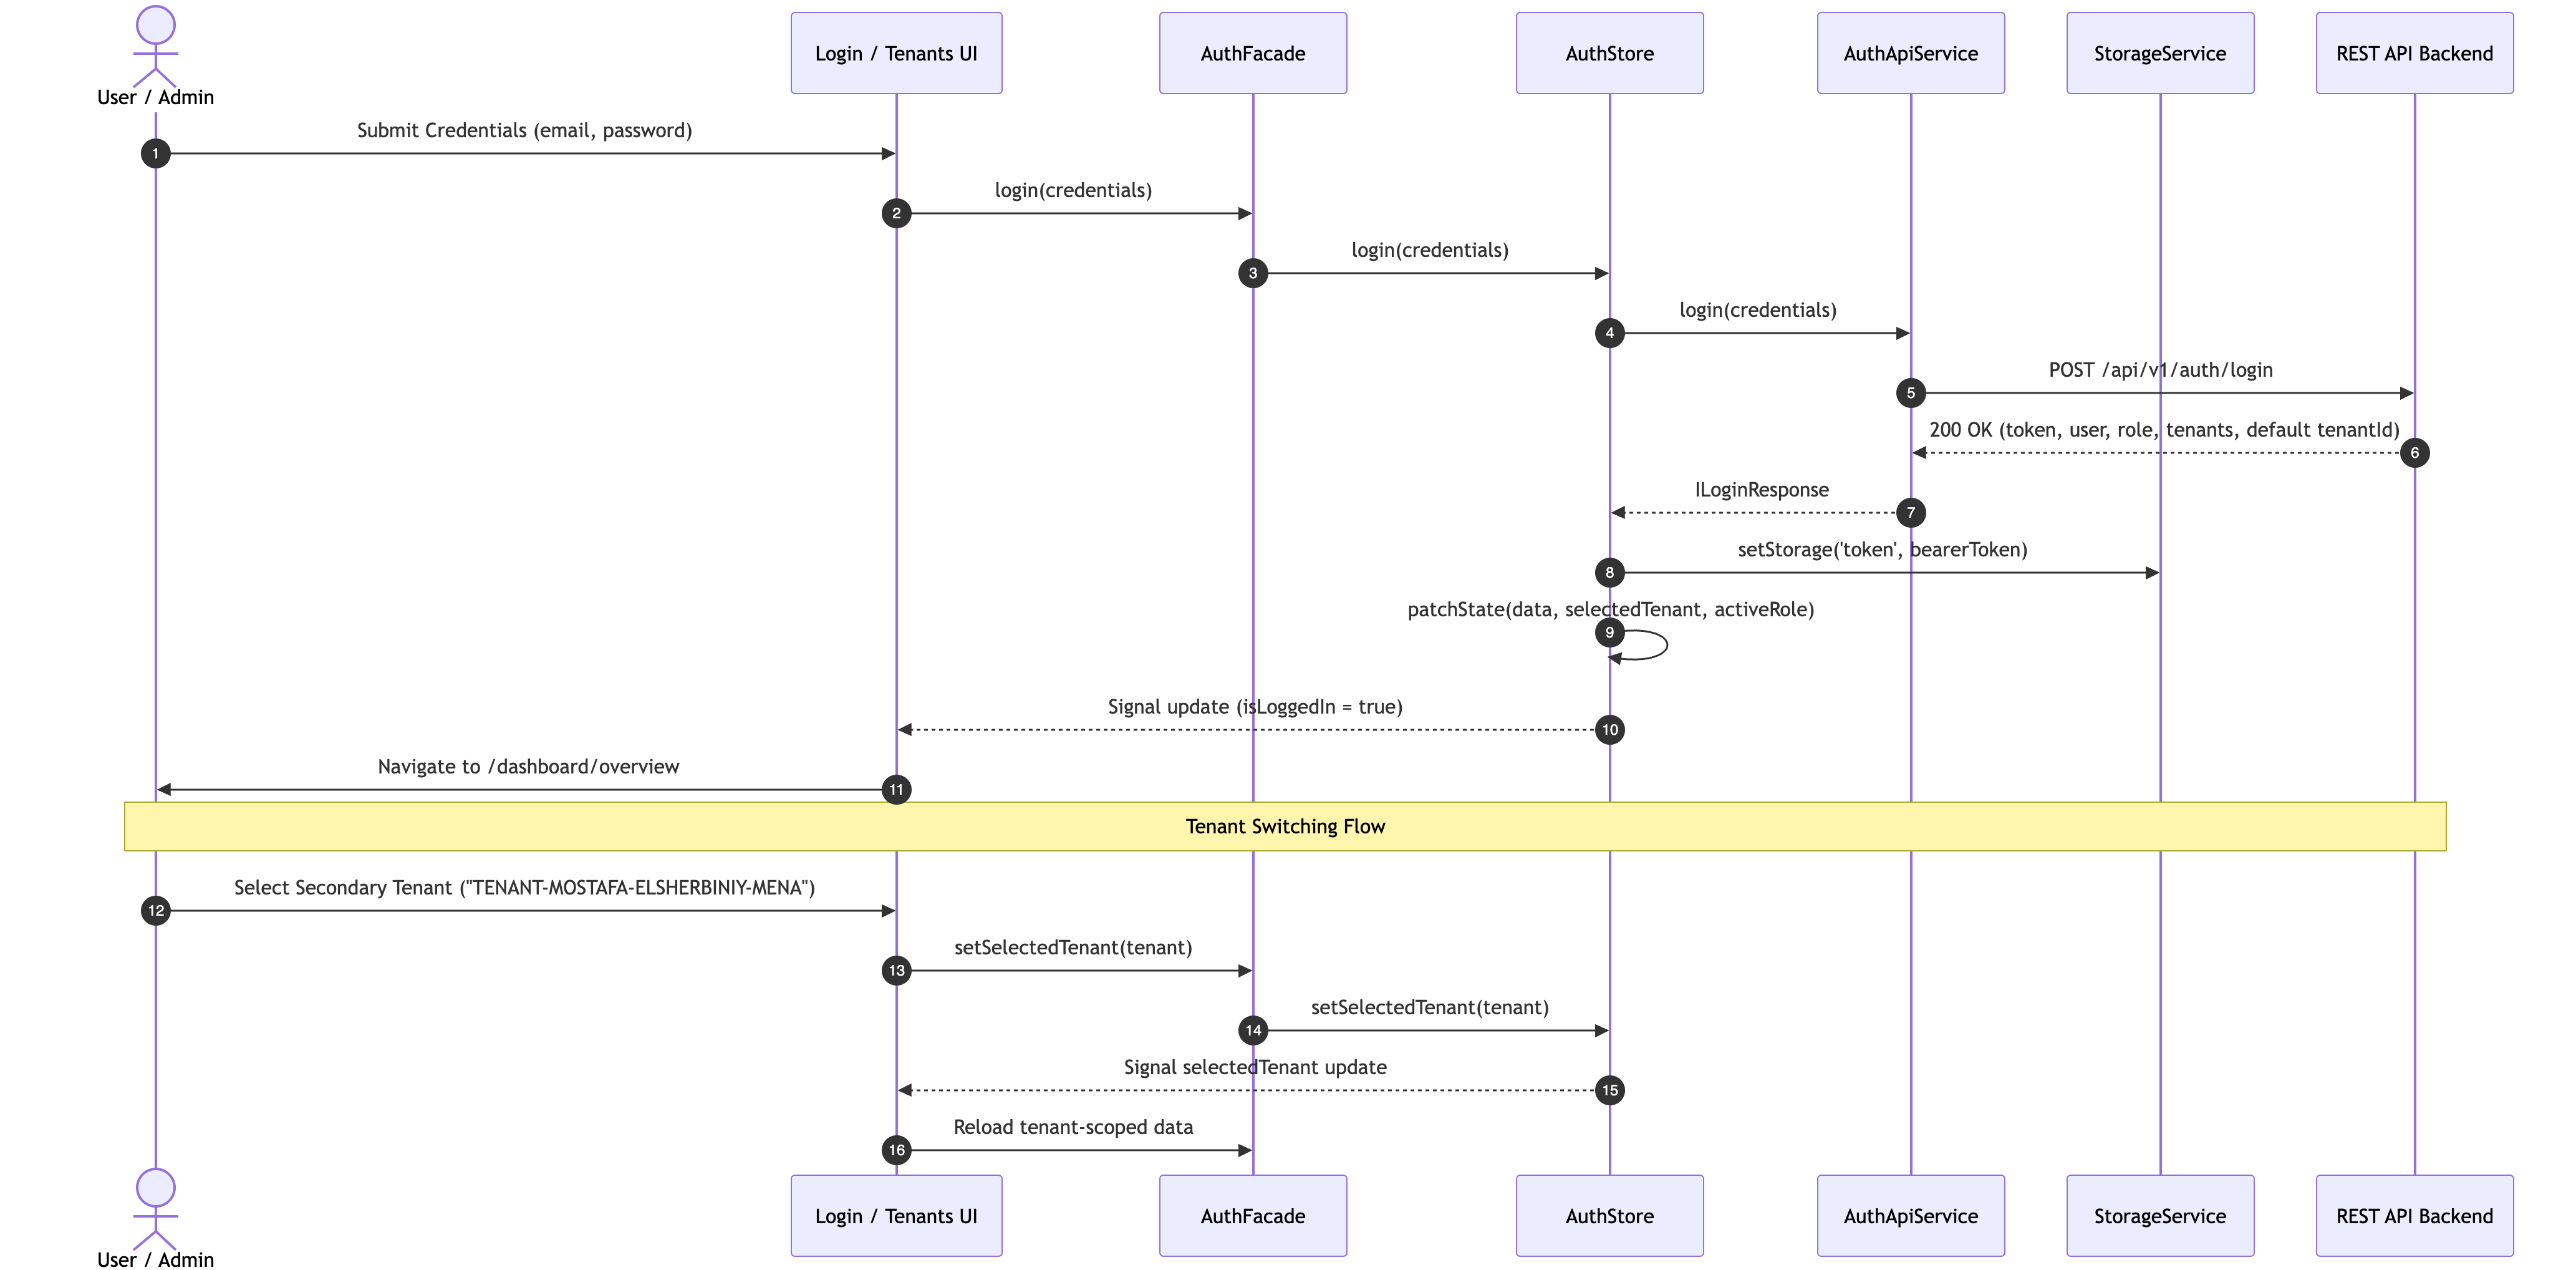 User / Admin
Login / Tenants UI
AuthFacade
AuthStore
AuthApiService
StorageService
REST API Backend
Submit Credentials (email, password)
1
login(credentials)
2
login(credentials)
3
login(credentials)
4
POST /api/v1/auth/login
5
200 OK (token, user, role, tenants, default tenantId)
6
ILoginResponse
7
setStorage('token', bearerToken)
8
patchState(data, selectedTenant, activeRole)
9
Signal update (isLoggedIn = true)
10
Navigate to /dashboard/overview
11
Tenant Switching Flow
Select Secondary Tenant ("TENANT-MOSTAFA-ELSHERBINIY-MENA")
12
setSelectedTenant(tenant)
13
setSelectedTenant(tenant)
14
Signal selectedTenant update
15
Reload tenant-scoped data
16
User / Admin
Login / Tenants UI
AuthFacade
AuthStore
AuthApiService
StorageService
REST API Backend